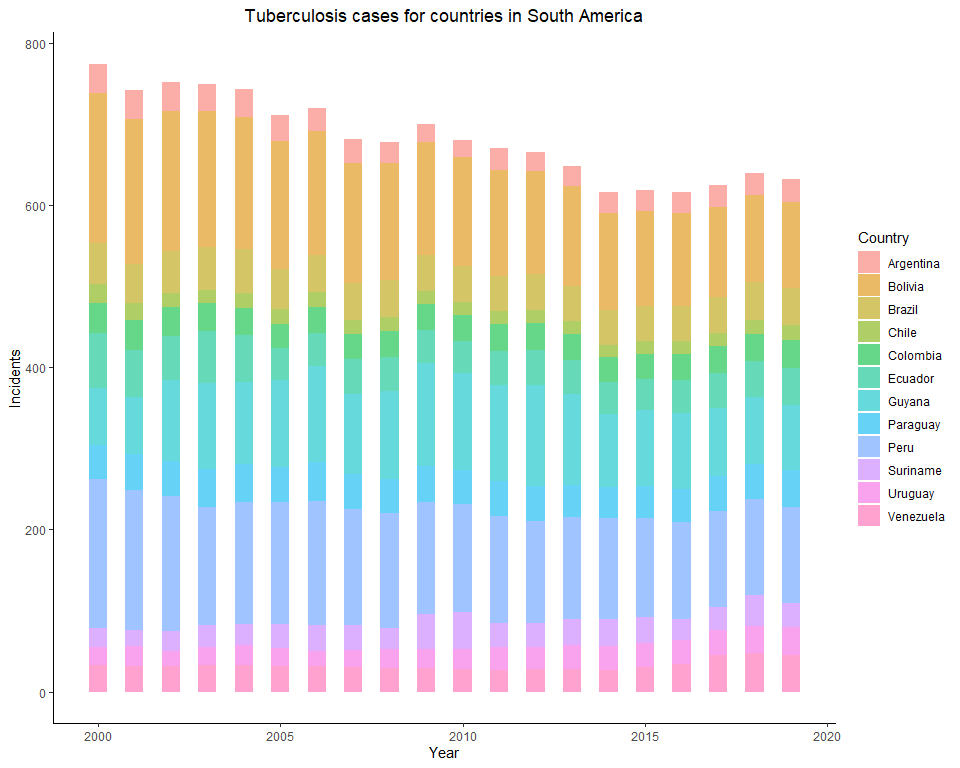 Tuberculosis cases for countries in South America
800
600
400
200
0
Incidents
2000
2005
2010
2015
2020
Year
Country
Argentina
Bolivia
Brazil
Chile
Colombia
Ecuador
Guyana
Paraguay
Peru
Suriname
Uruguay
Venezuela